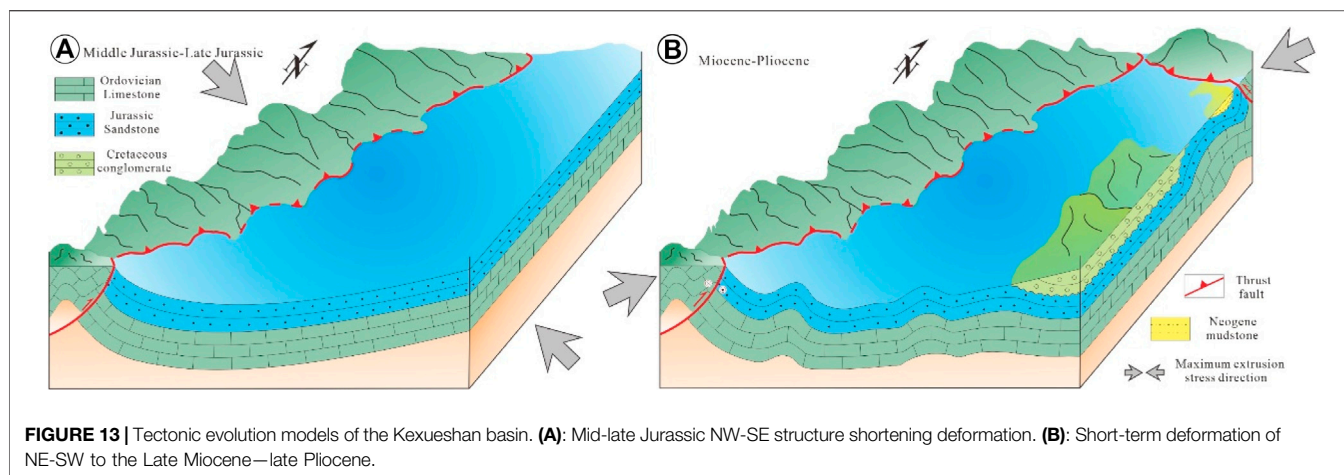 A Middle Jurassic-Late Jurassic
N
Ordovician
Limestone
Jurassic
Sandstone
Cretaceous
conglomerate
B Miocene-Pliocene
N
Thrust
fault
Neogene
mudstone
Maximum extrusion
stress direction
FIGURE 13 | Tectonic evolution models of the Kexueshan basin. (A): Mid-late Jurassic NW-SE structure shortening deformation. (B): Short-term deformation of
NE-SW to the Late Miocene—late Pliocene.